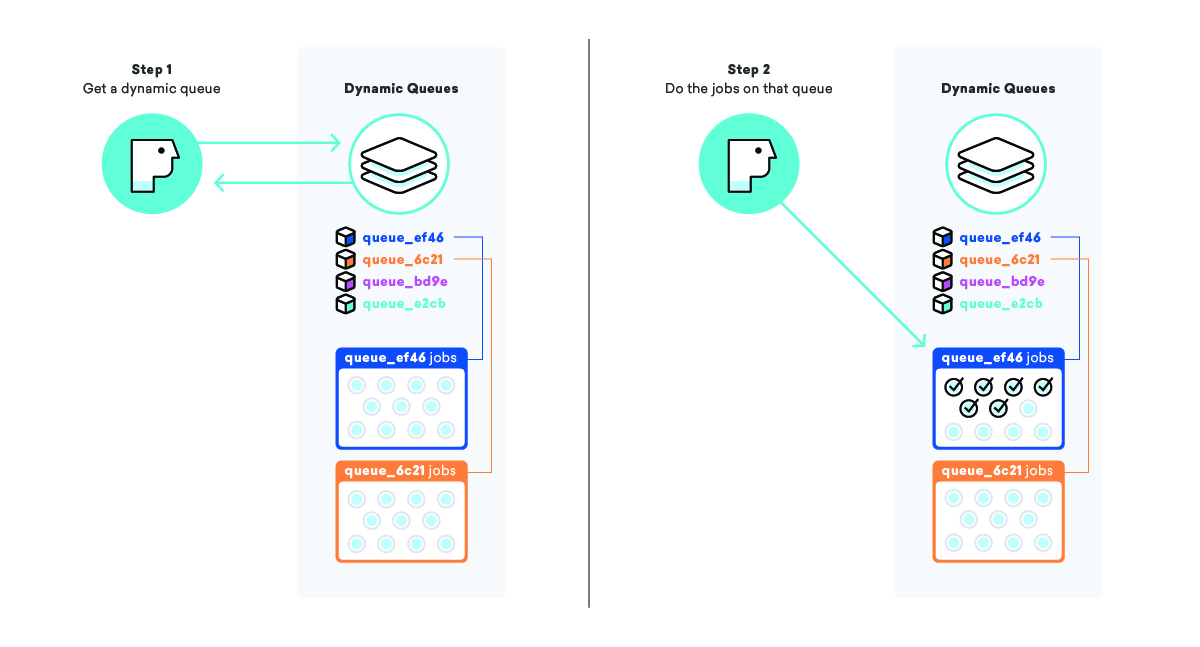 Step 1
Get a dynamic queue
Dynamic Queues
queue_ef46
queue_6c21
queue_bd9e
queue_e2cb
queue_ef46 jobs
queue_6c21 jobs
Step 2
Do the jobs on that queue
Dynamic Queues
queue_ef46
queue_6c21
queue_bd9e
queue_e2cb
queue_ef46 jobs
queue_6c21 jobs